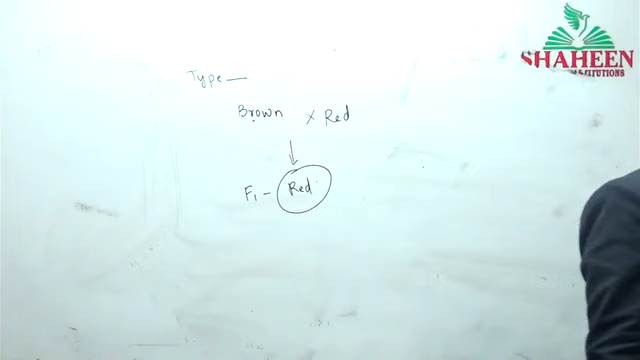 SHAHEEN
INSTITUTIONS
Type —
Brown × Red
↓
F₁ – Red